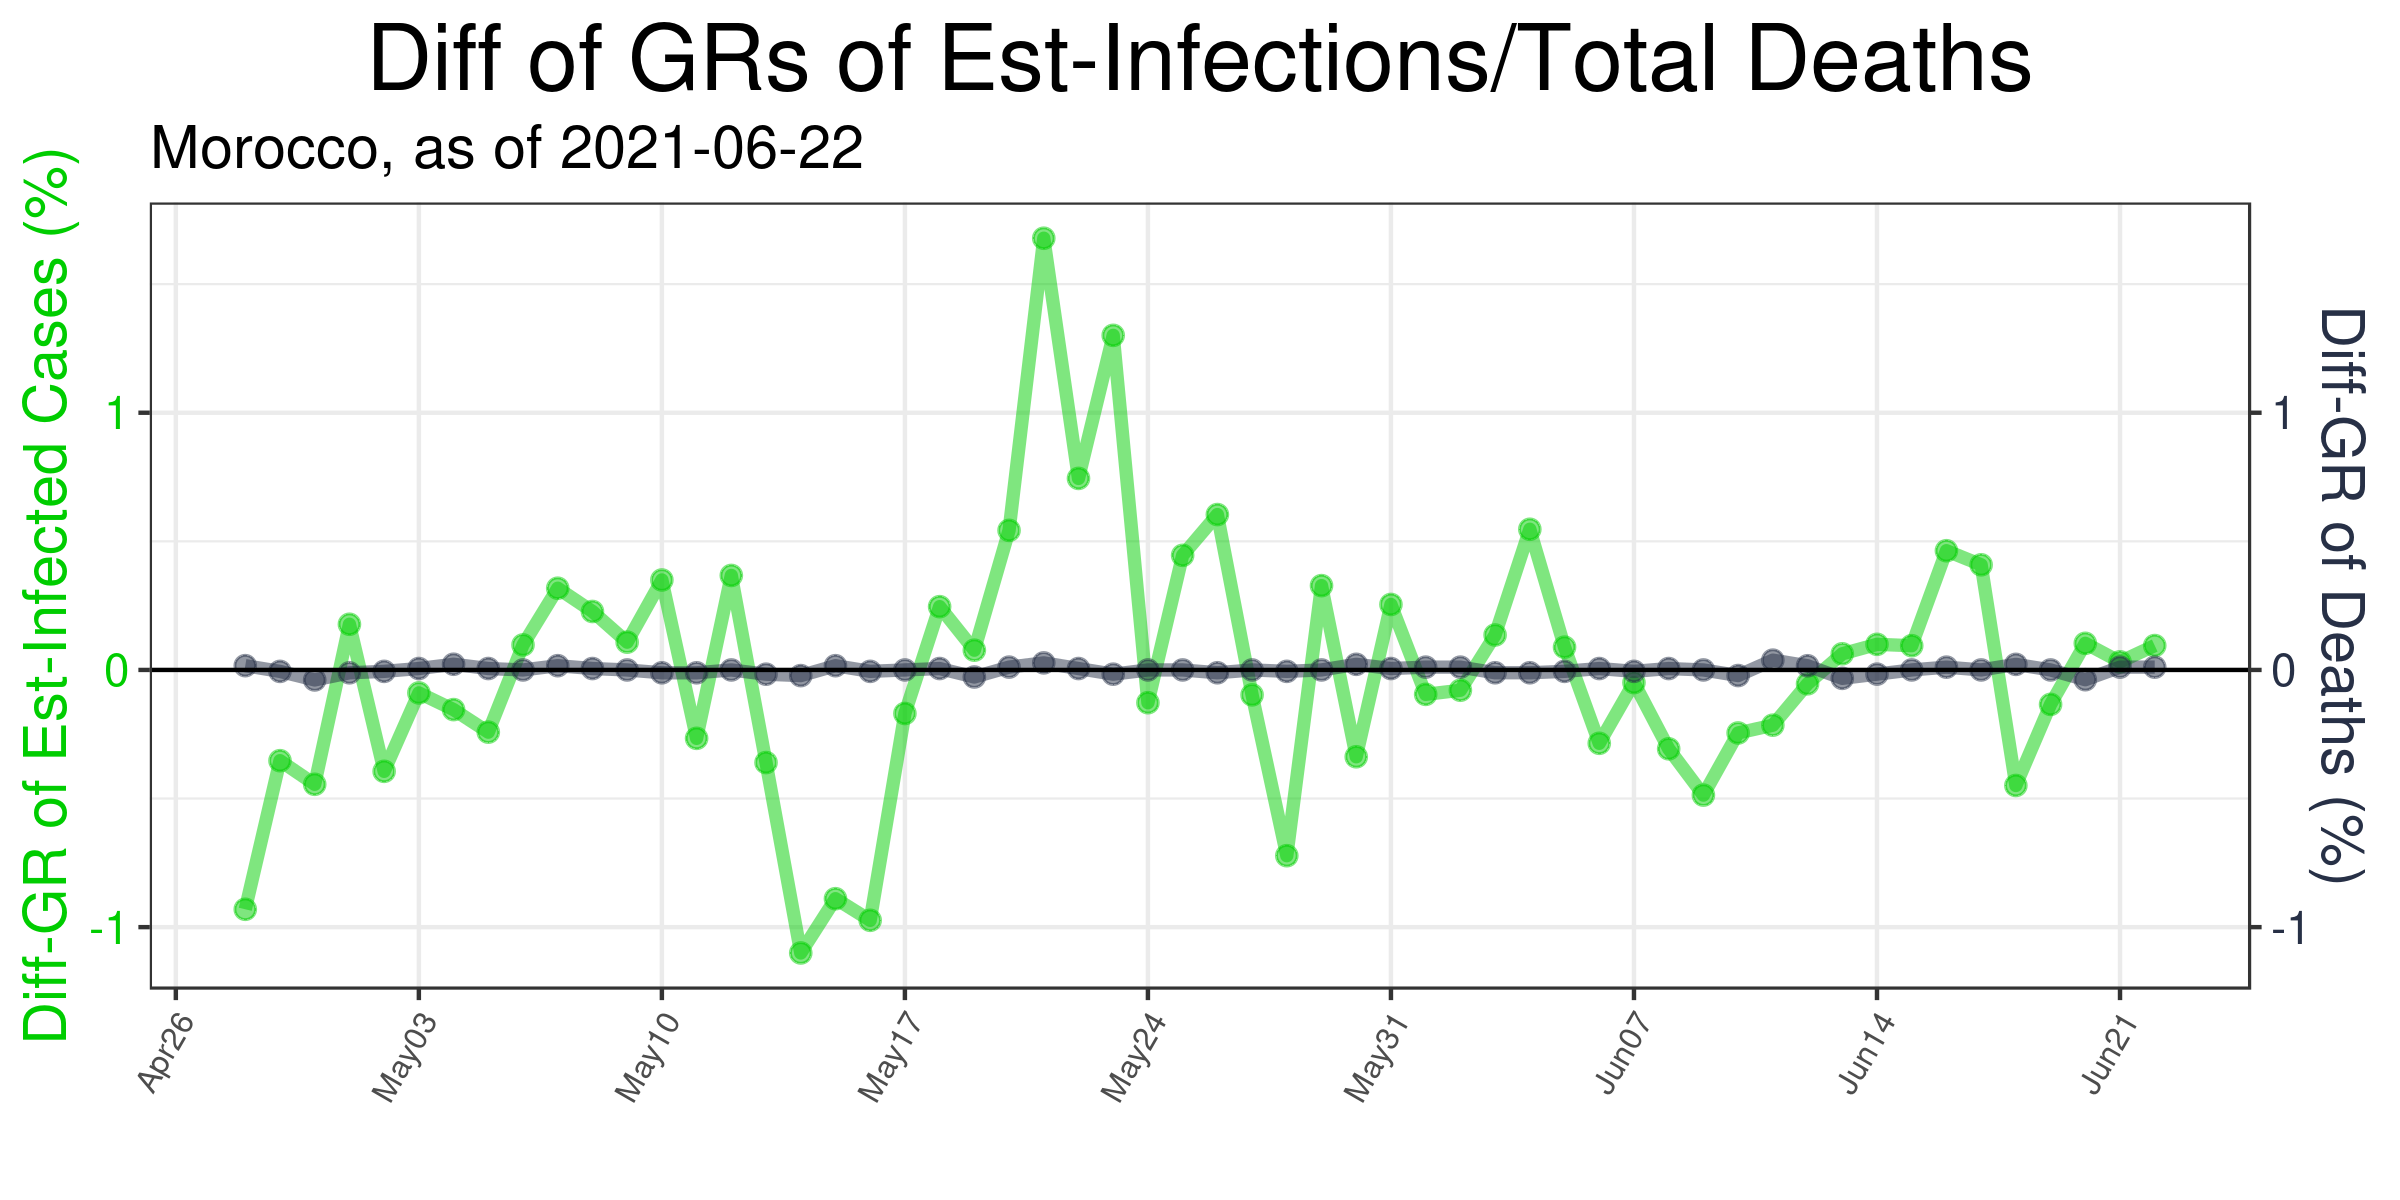 Diff of GRs of Est-Infections/Total Deaths
Morocco, as of 2021-06-22
Diff-GR of Est-Infected Cases (%)
1
0
-1
1
0
-1
Diff-GR of Deaths (%)
Apr26
May03
May10
May17
May24
May31
Jun07
Jun14
Jun21